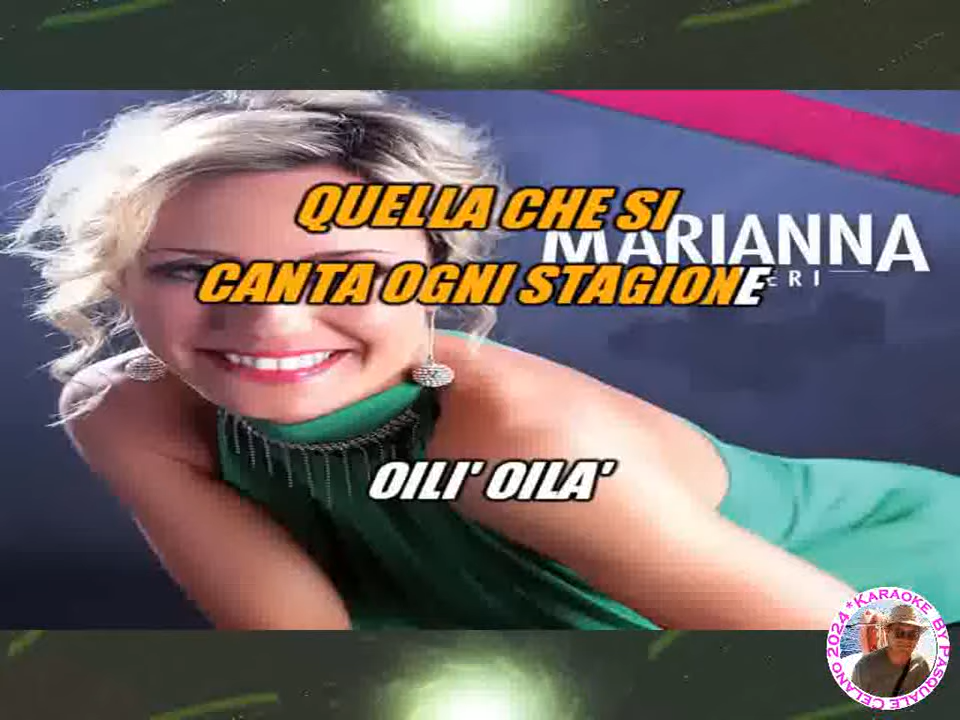 QUELLA CHE SI
MARIANNA
CANTA OGNI STAGIONE
OILI' OILA'
KARAOKE BY PASQUALE CELANO 2024 *